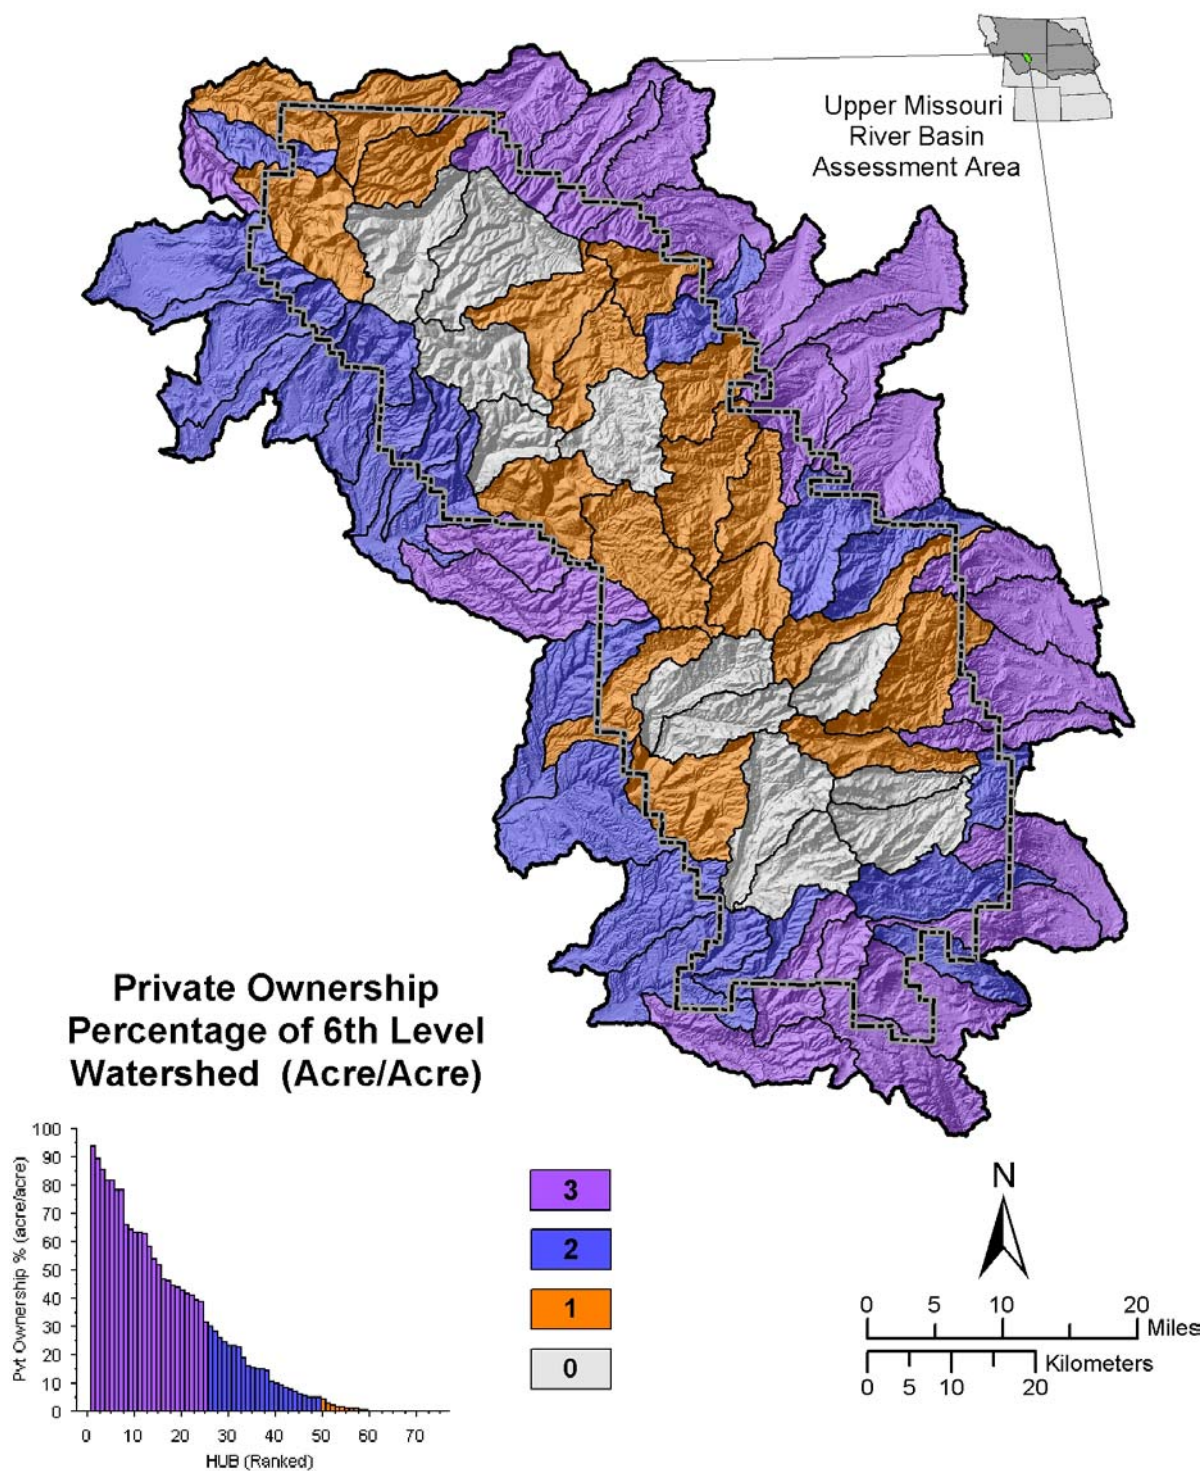 Upper Missouri
River Basin
Assessment Area
Private Ownership
Percentage of 6th Level
Watershed (Acre/Acre)
Pvt Ownership % (acre/acre)
100
90
80
70
60
50
40
30
20
10
0
0 10 20 30 40 50 60 70
HUB (Ranked)
3
2
1
0
N
0 5 10 20
Miles
Kilometers
0 5 10 20